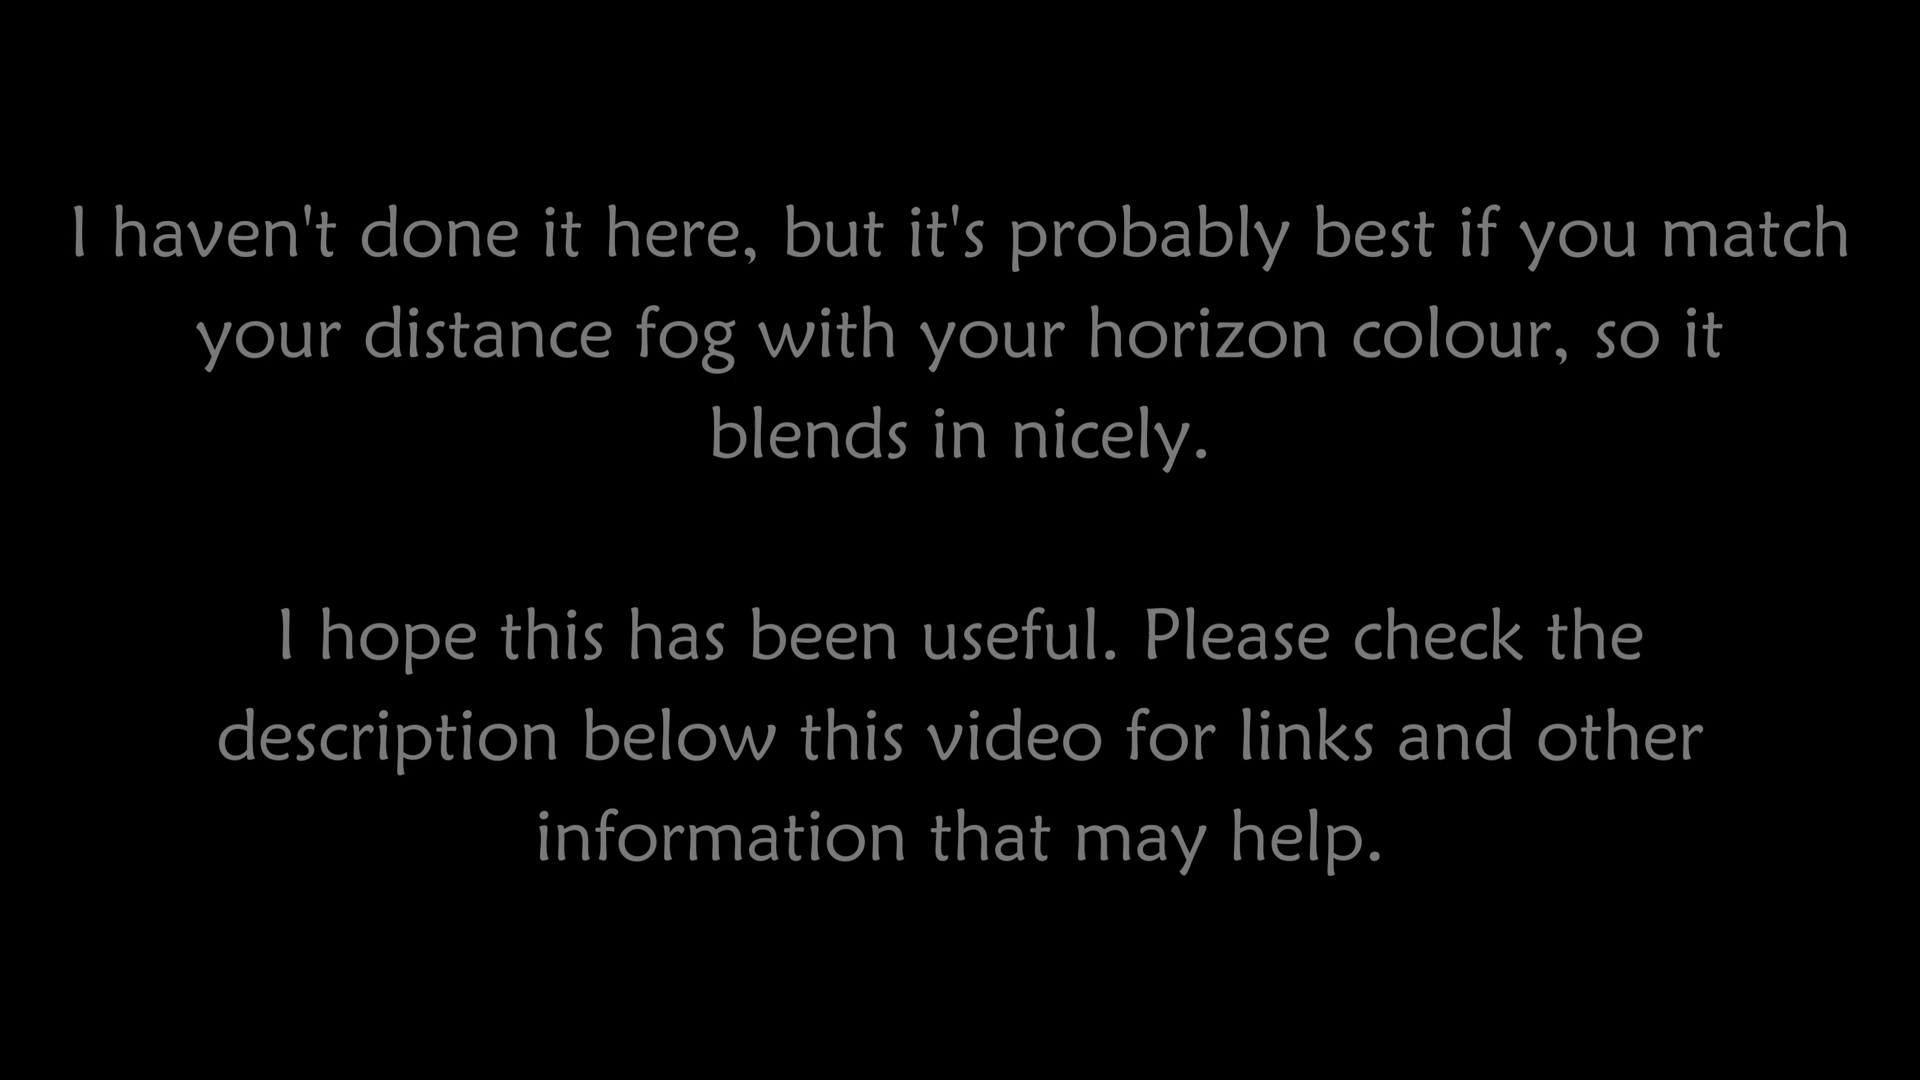 I haven't done it here, but it's probably best if you match
your distance fog with your horizon colour, so it
blends in nicely.
I hope this has been useful. Please check the
description below this video for links and other
information that may help.